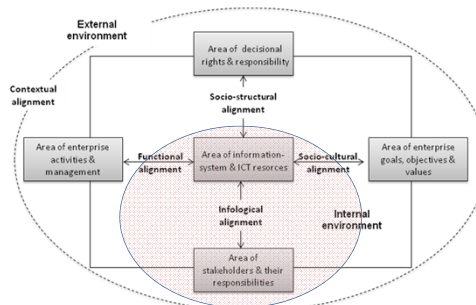 External
environment
Area of decisional
rights & responsibility
Contextual
alignment
Socio-structural
alignment
Area of enterprise
activities &
management
Functional
alignment
Area of information-
system & ICT resorces
Socio-cultural
alignment
Area of enterprise
goals, objectives &
values
Infological
alignment
Internal
environment
Area of
stakeholders & their
responsibilities